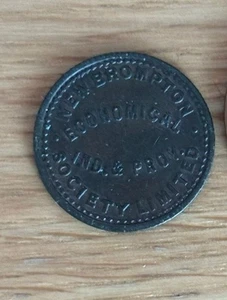 NEW BROMPTON
ECONOMICAL
IND. & PROV.
SOCIETY LIMITED